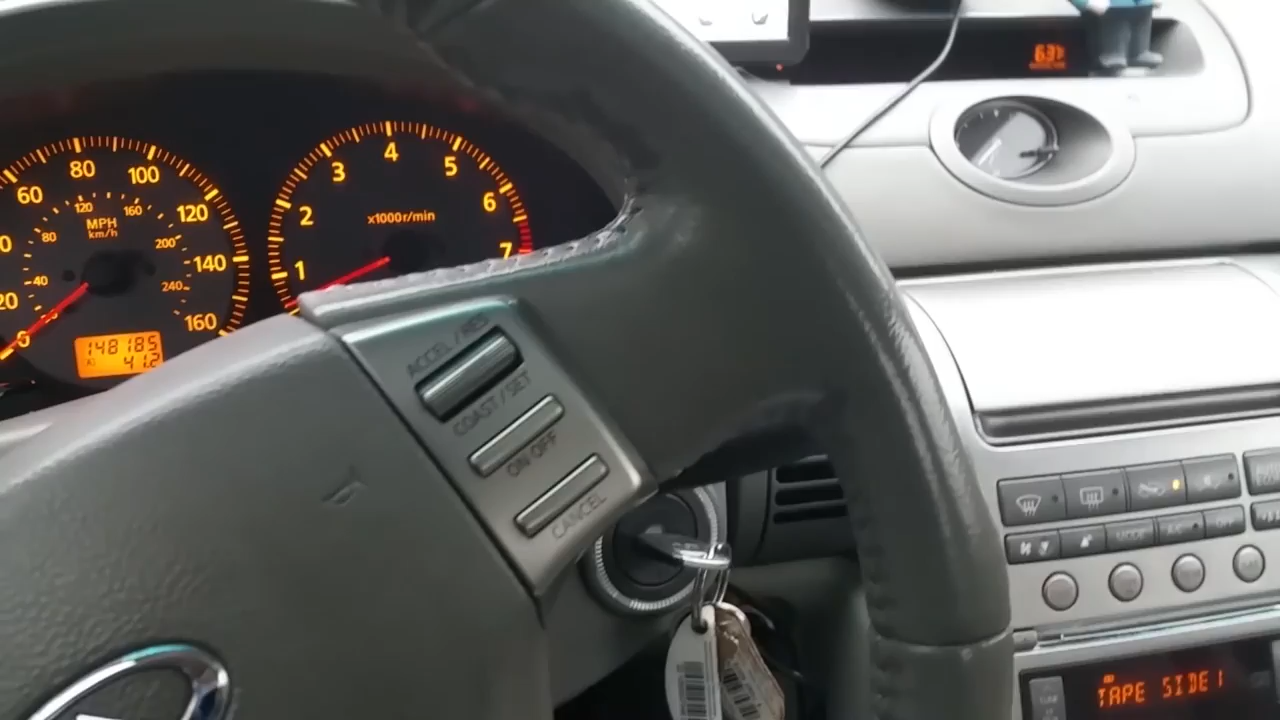 63°F
80
100
60
120
140
160
20
0
120
160
80
200
40
240
MPH
km/h
148185
(A) 41.2
1
2
3
4
5
6
7
x1000r/min
ACCEL/RES
COAST/SET
ON·OFF
CANCEL
MODE
A/C
OFF
TAPE SIDE1